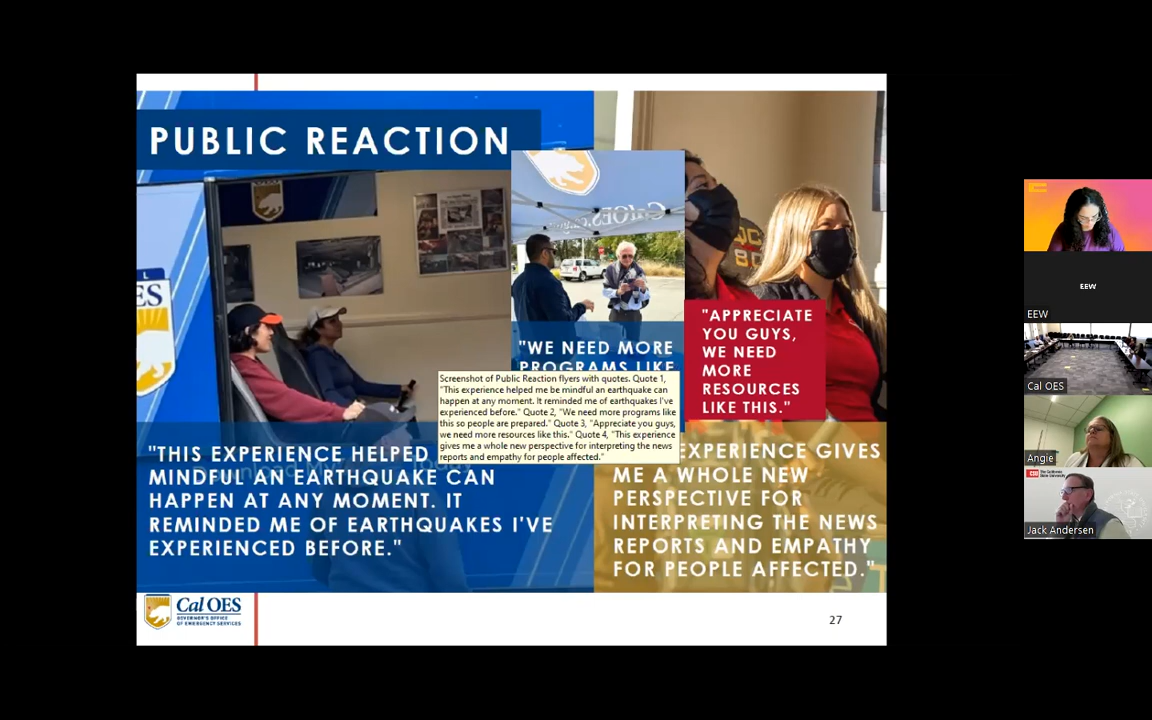 PUBLIC REACTION
CalOES
ES
"WE NEED MORE
PROGRAMS LIKE
"APPRECIATE
YOU GUYS,
WE NEED
MORE
RESOURCES
LIKE THIS."
Screenshot of Public Reaction flyers with quotes. Quote 1,
"This experience helped me be mindful an earthquake can
happen at any moment. It reminded me of earthquakes I've
experienced before." Quote 2, "We need more programs like
this so people are prepared." Quote 3, "Appreciate you guys,
we need more resources like this." Quote 4, "This experience
gives me a whole new perspective for interpreting the news
reports and empathy for people affected."
"THIS EXPERIENCE HELPED
MINDFUL AN EARTHQUAKE CAN
HAPPEN AT ANY MOMENT. IT
REMINDED ME OF EARTHQUAKES I'VE
EXPERIENCED BEFORE."
EXPERIENCE GIVES
ME A WHOLE NEW
PERSPECTIVE FOR
INTERPRETING THE NEWS
REPORTS AND EMPATHY
FOR PEOPLE AFFECTED."
Cal OES
GOVERNOR'S OFFICE
OF EMERGENCY SERVICES
27
EEW
EEW
Cal OES
Angie
Jack Andersen